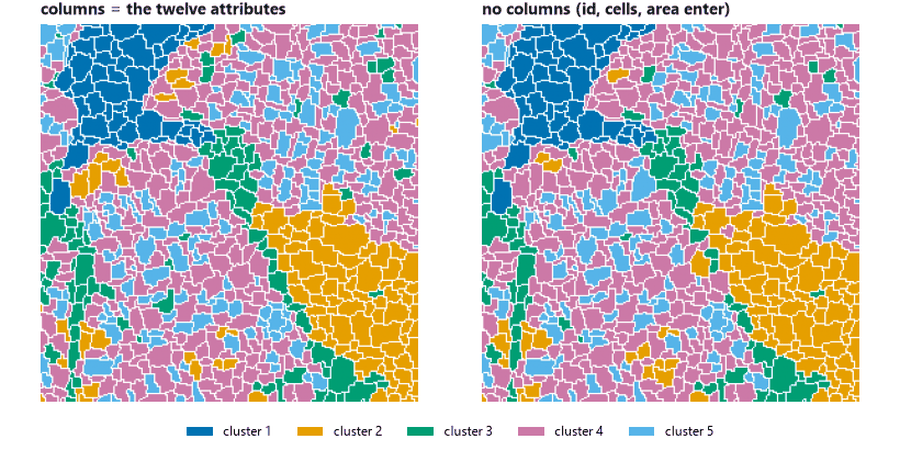 columns = the twelve attributes
no columns (id, cells, area enter)
cluster 1
cluster 2
cluster 3
cluster 4
cluster 5